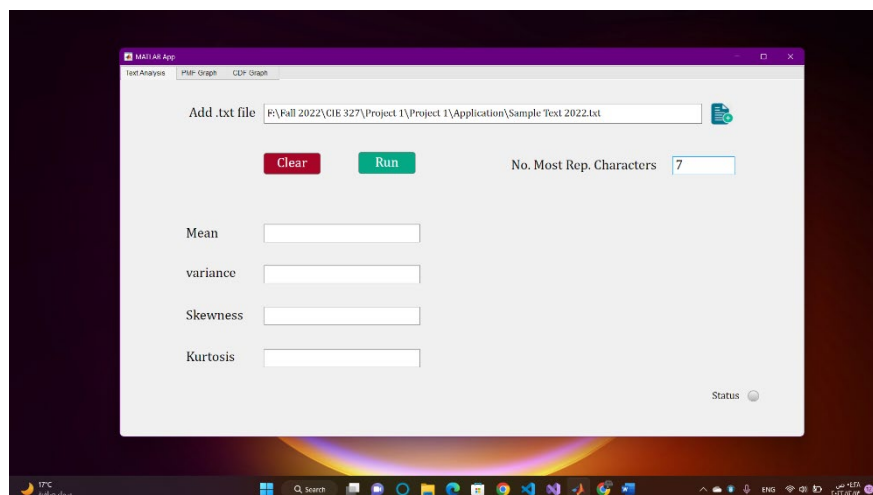 MATLAB App
Text Analysis PMF Graph CDF Graph
Add .txt file F:\Fall 2022\CIE 327\Project 1\Project 1\Application\Sample Text 2022.txt
Clear Run No. Most Rep. Characters 7
Mean
variance
Skewness
Kurtosis
Status
17°C
Search
ENG